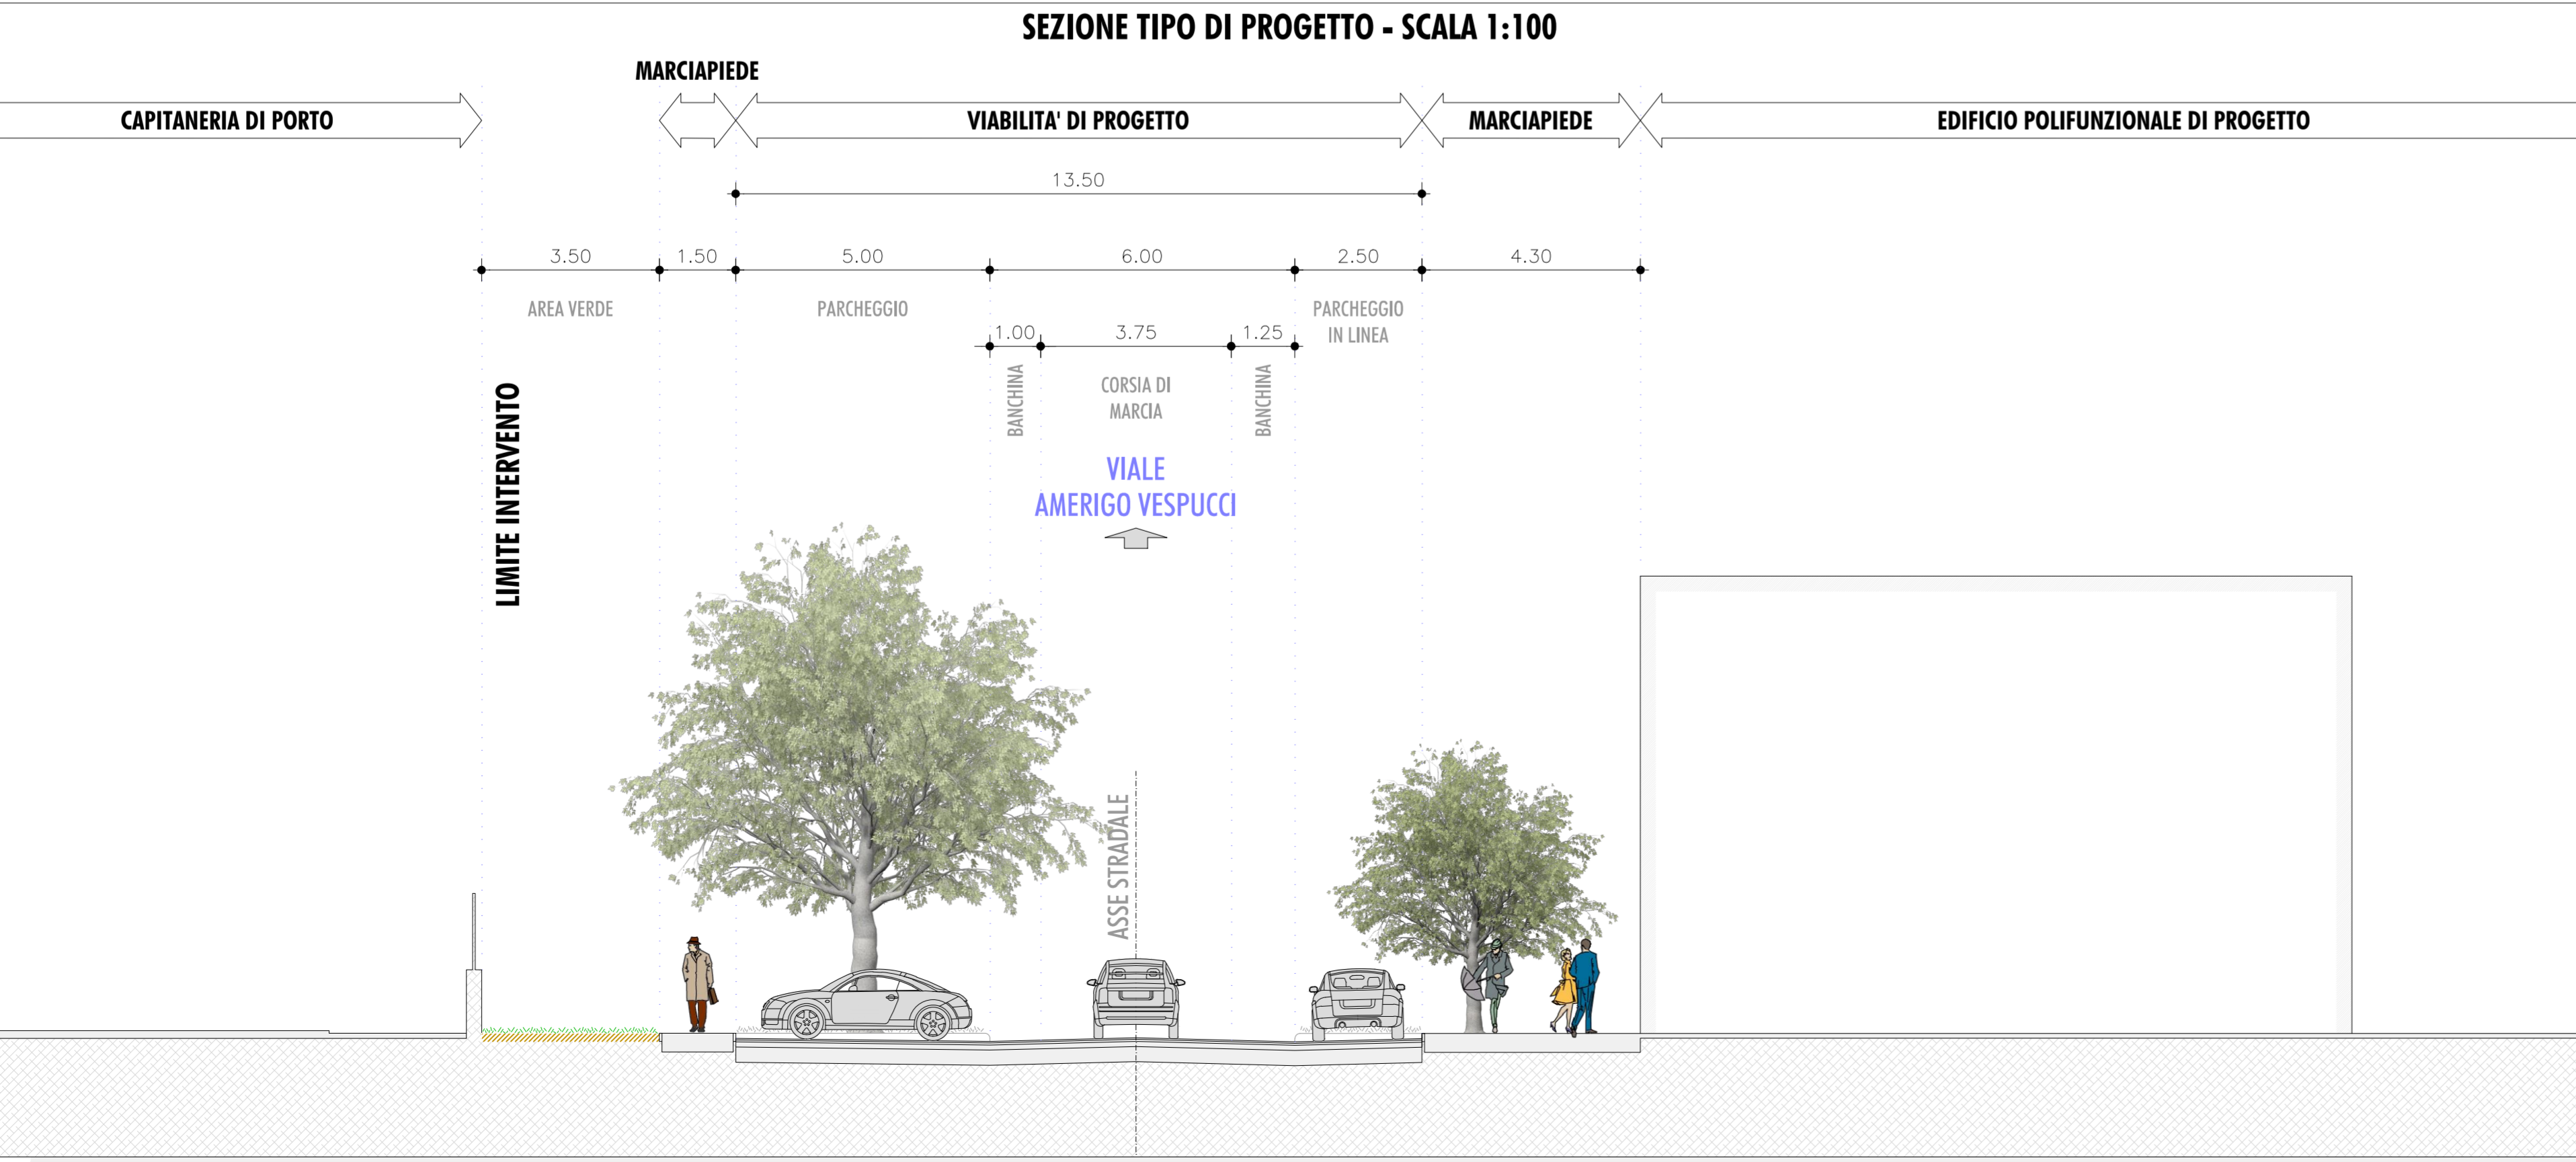 SEZIONE TIPO DI PROGETTO - SCALA 1:100
MARCIAPIEDE
CAPITANERIA DI PORTO
VIABILITA' DI PROGETTO
MARCIAPIEDE
EDIFICIO POLIFUNZIONALE DI PROGETTO
13.50
3.50
1.50
5.00
6.00
2.50
4.30
AREA VERDE
PARCHEGGIO
PARCHEGGIO
IN LINEA
1.00
3.75
1.25
BANCHINA
CORSIA DI
MARCIA
BANCHINA
LIMITE INTERVENTO
VIALE
AMERIGO VESPUCCI
ASSE STRADALE